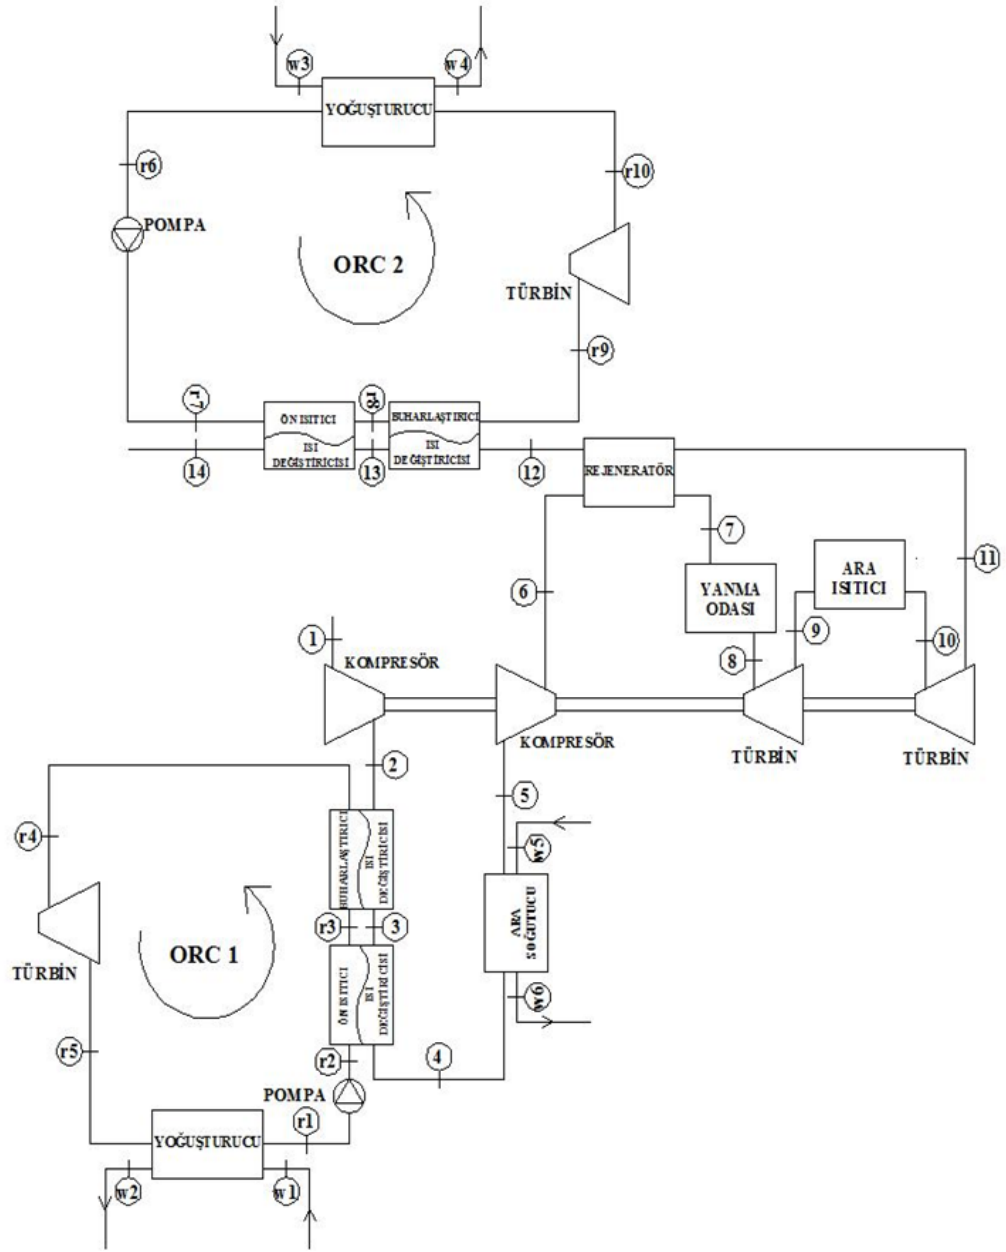 w3
w4
YOĞUŞTURUCU
r6
r10
POMPA
ORC 2
TÜRBİN
r9
r7
r8
ÖN ISITICI
BUHARLAŞTIRICI
ISI
DEĞİŞTİRİCİSİ
ISI
DEĞİŞTİRİCİSİ
14
13
12
REJENERATÖR
7
11
6
YANMA
ODASI
ARA
ISITICI
9
10
1
8
KOMPRESÖR
KOMPRESÖR
TÜRBİN
TÜRBİN
2
5
r4
BUHARLAŞTIRICI
ISI
DEĞİŞTİRİCİSİ
w5
ARA
SOĞUTUCU
r3
3
ORC 1
TÜRBİN
ÖN ISITICI
ISI
DEĞİŞTİRİCİSİ
w6
r5
r2
4
POMPA
r1
YOĞUŞTURUCU
w2
w1